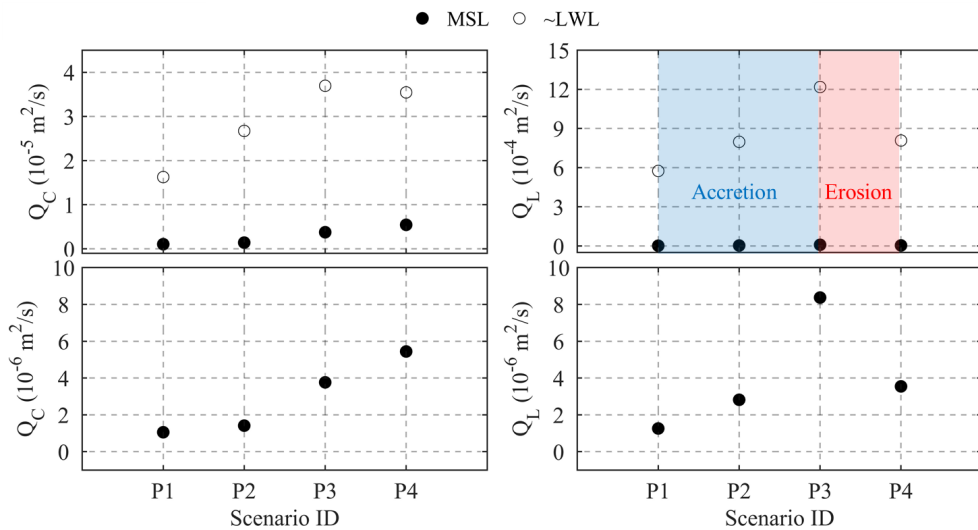 MSL ~LWL
4
3
2
1
0
Q_C (10^-5 m^2/s)
15
12
9
6
3
0
Q_L (10^-4 m^2/s)
Accretion Erosion
10
8
6
4
2
0
Q_C (10^-6 m^2/s)
P1 P2 P3 P4
Scenario ID
10
8
6
4
2
0
Q_L (10^-6 m^2/s)
P1 P2 P3 P4
Scenario ID